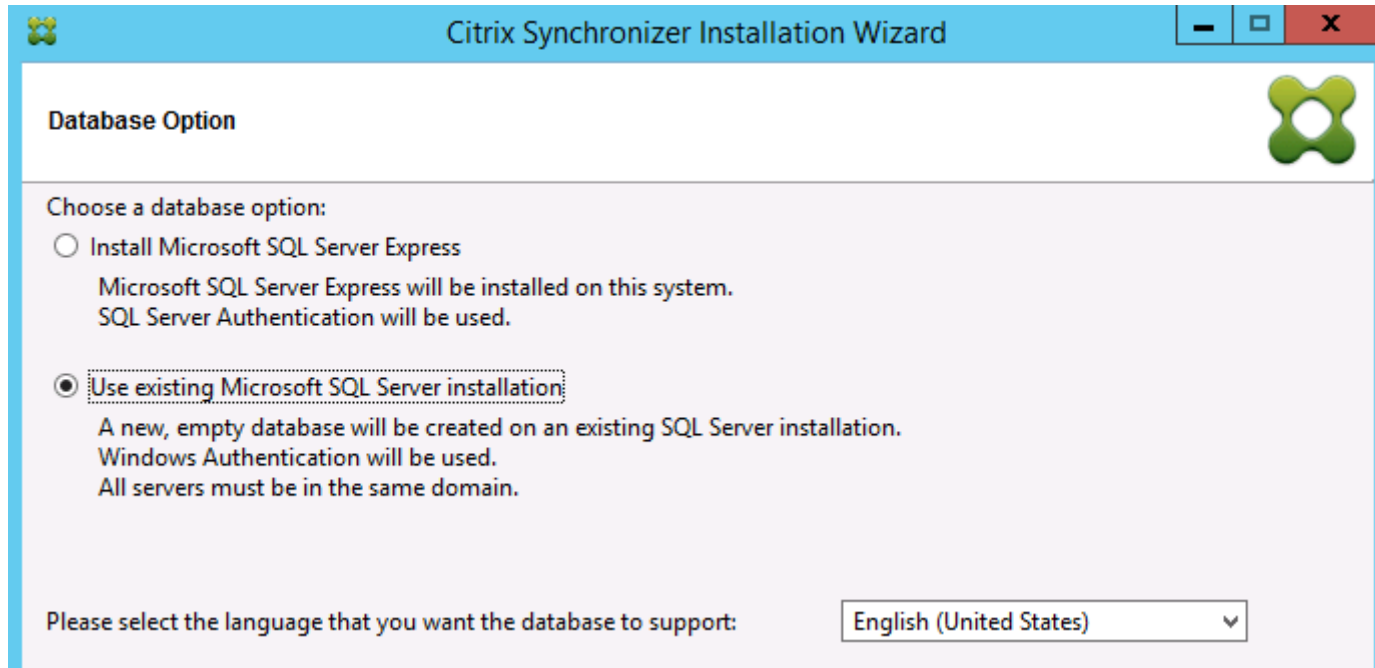 Citrix Synchronizer Installation Wizard
Database Option
Choose a database option:
Install Microsoft SQL Server Express
Microsoft SQL Server Express will be installed on this system.
SQL Server Authentication will be used.
Use existing Microsoft SQL Server installation
A new, empty database will be created on an existing SQL Server installation.
Windows Authentication will be used.
All servers must be in the same domain.
Please select the language that you want the database to support: English (United States)